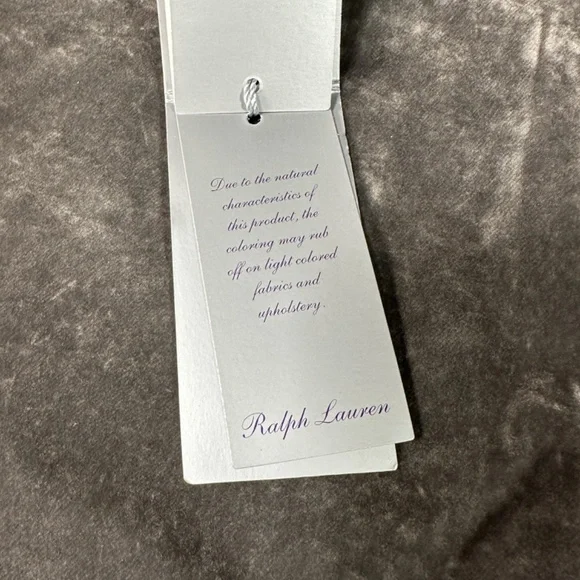 Due to the natural
characteristics of
this product, the
coloring may rub
off on light colored
fabrics and
upholstery.
Ralph Lauren